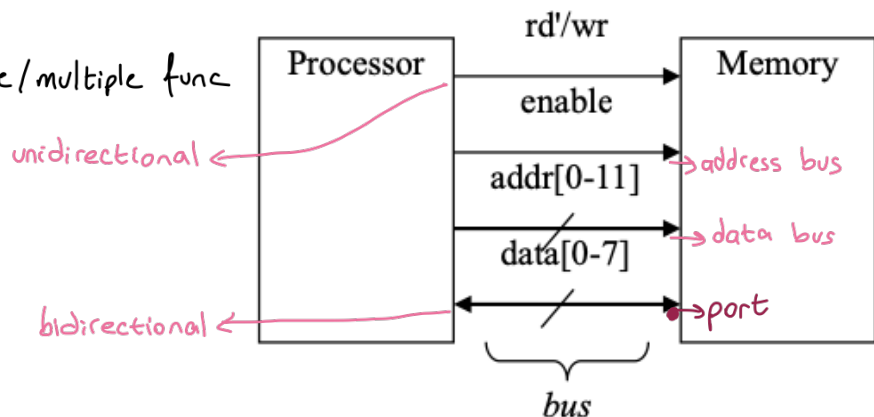 rd'/wr
Processor
Memory
/multiple func
enable
unidirectional
address bus
addr[0-11]
data bus
data[0-7]
port
bidirectional
bus